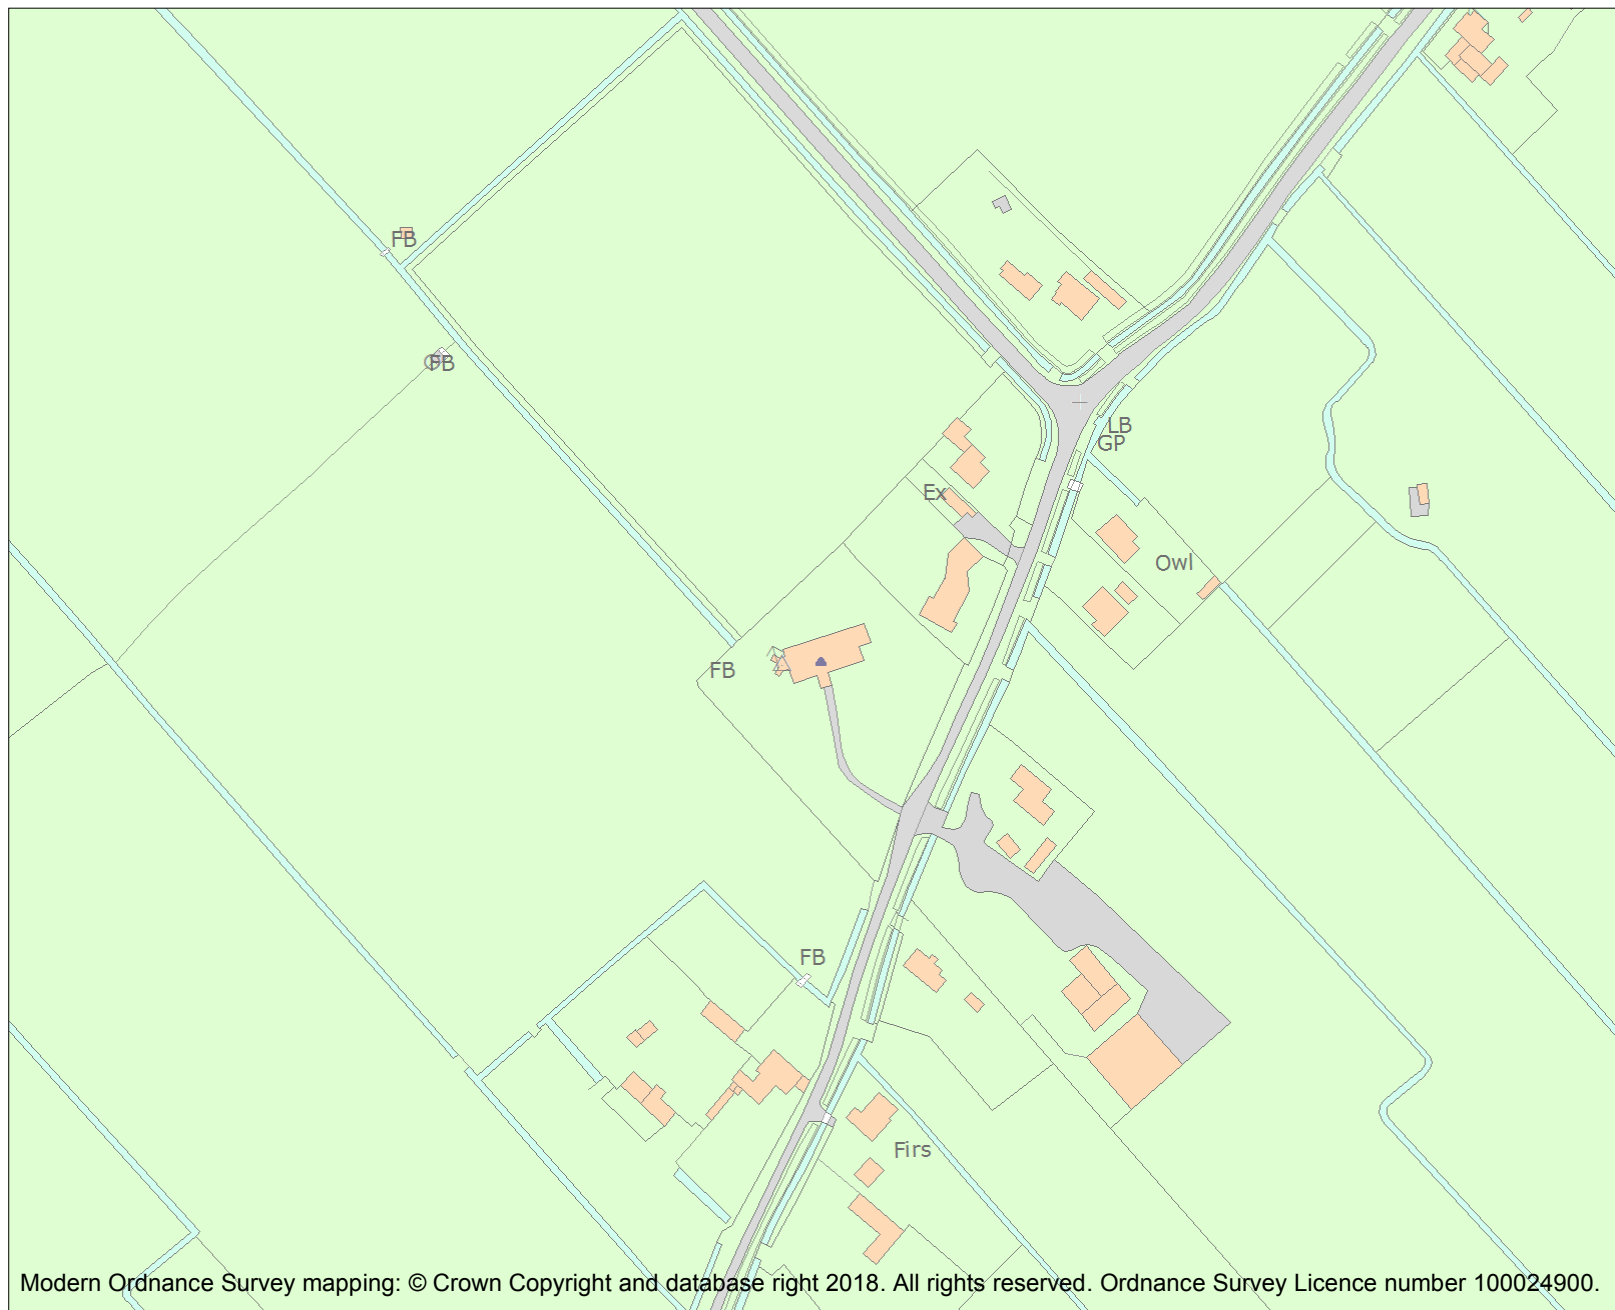 FB
FB
LB
GP
Ex
Owl
FB
FB
Firs
Modern Ordnance Survey mapping: © Crown Copyright and database right 2018. All rights reserved. Ordnance Survey Licence number 100024900.